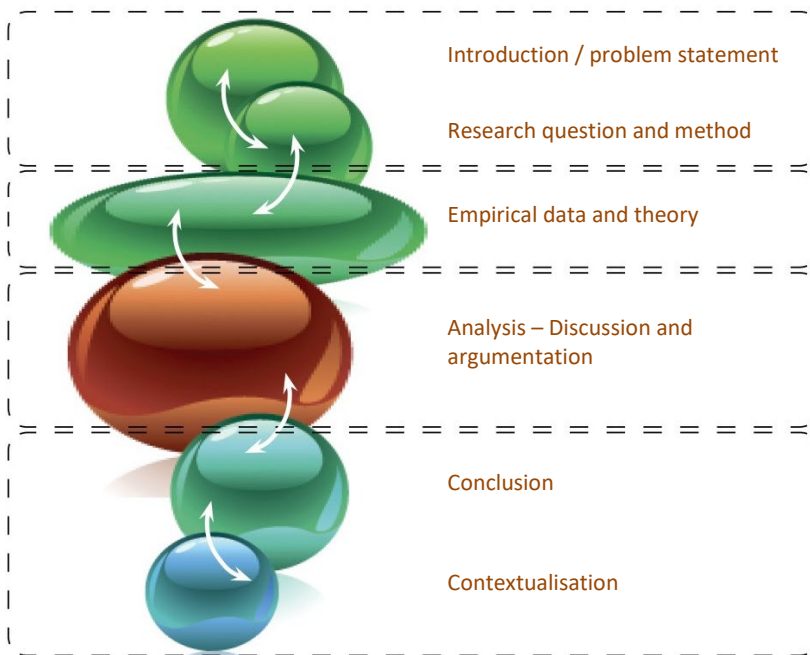 Introduction / problem statement
Research question and method
Empirical data and theory
Analysis – Discussion and
argumentation
Conclusion
Contextualisation